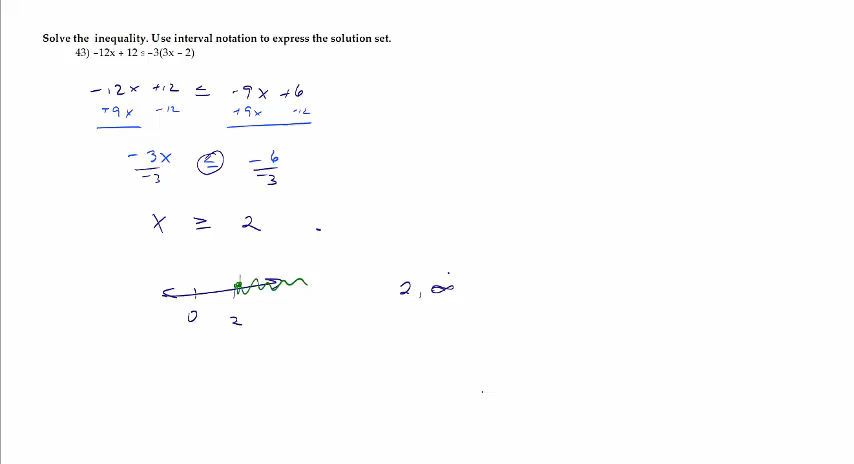 Solve the inequality. Use interval notation to express the solution set.
43) –12x + 12 ≤ –3(3x – 2)
-12x +12 ≤ -9x +6
+9x -12 +9x -12
-3x ≤ -6
-3 -3
x ≥ 2 .
0 2
2, ∞